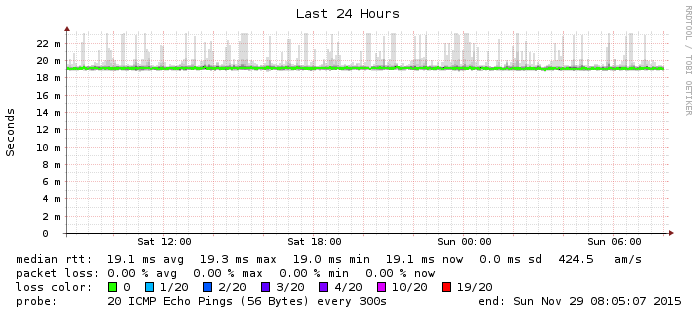 Last 24 Hours
RRDTOOL / TOBI OETIKER
Seconds
22 m
20 m
18 m
16 m
14 m
12 m
10 m
8 m
6 m
4 m
2 m
0
Sat 12:00 Sat 18:00 Sun 00:00 Sun 06:00
median rtt: 19.1 ms avg 19.3 ms max 19.0 ms min 19.1 ms now 0.0 ms sd 424.5 am/s
packet loss: 0.00 % avg 0.00 % max 0.00 % min 0.00 % now
loss color: 0 1/20 2/20 3/20 4/20 10/20 19/20
probe: 20 ICMP Echo Pings (56 Bytes) every 300s end: Sun Nov 29 08:05:07 2015